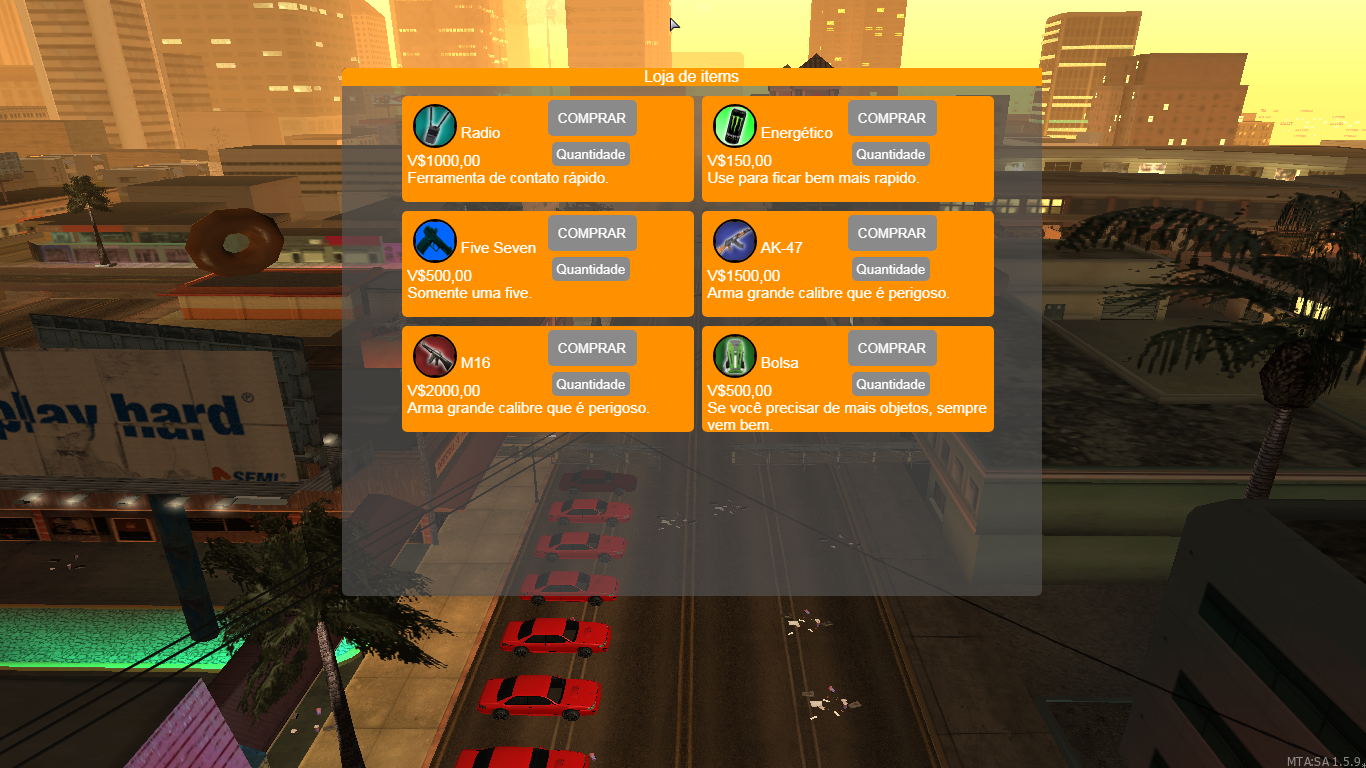 Loja de items
Radio
COMPRAR
Quantidade
V$1000,00
Ferramenta de contato rápido.
Energético
COMPRAR
Quantidade
V$150,00
Use para ficar bem mais rapido.
Five Seven
COMPRAR
Quantidade
V$500,00
Somente uma five.
AK-47
COMPRAR
Quantidade
V$1500,00
Arma grande calibre que é perigoso.
M16
COMPRAR
Quantidade
V$2000,00
Arma grande calibre que é perigoso.
Bolsa
COMPRAR
Quantidade
V$500,00
Se você precisar de mais objetos, sempre
vem bem.
play hard®
SEMI
MTA:SA 1.5.9